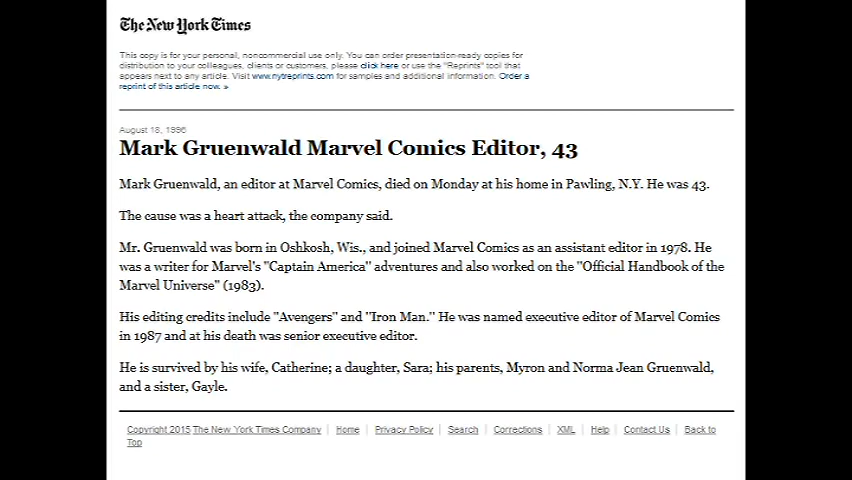 The New York Times
This copy is for your personal, noncommercial use only. You can order presentation-ready copies for
distribution to your colleagues, clients or customers, please click here or use the "Reprints" tool that
appears next to any article. Visit www.nytreprints.com for samples and additional information. Order a
reprint of this article now. »
August 18, 1996
Mark Gruenwald Marvel Comics Editor, 43
Mark Gruenwald, an editor at Marvel Comics, died on Monday at his home in Pawling, N.Y. He was 43.
The cause was a heart attack, the company said.
Mr. Gruenwald was born in Oshkosh, Wis., and joined Marvel Comics as an assistant editor in 1978. He
was a writer for Marvel's "Captain America" adventures and also worked on the "Official Handbook of the
Marvel Universe" (1983).
His editing credits include "Avengers" and "Iron Man." He was named executive editor of Marvel Comics
in 1987 and at his death was senior executive editor.
He is survived by his wife, Catherine; a daughter, Sara; his parents, Myron and Norma Jean Gruenwald,
and a sister, Gayle.
Copyright 2015 The New York Times Company | Home | Privacy Policy | Search | Corrections | XML | Help | Contact Us | Back to
Top